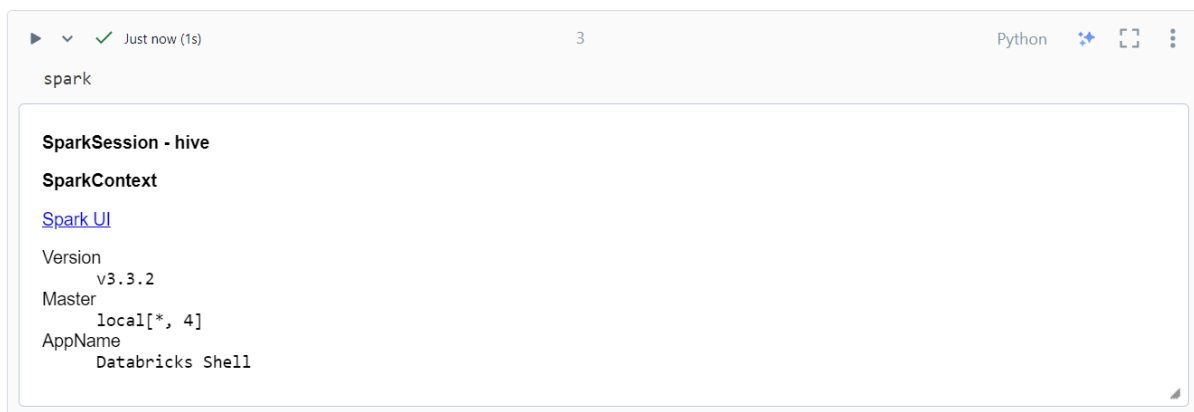 Just now (1s) 3 Python
spark
SparkSession - hive
SparkContext
Spark UI
Version
v3.3.2
Master
local[*, 4]
AppName
Databricks Shell